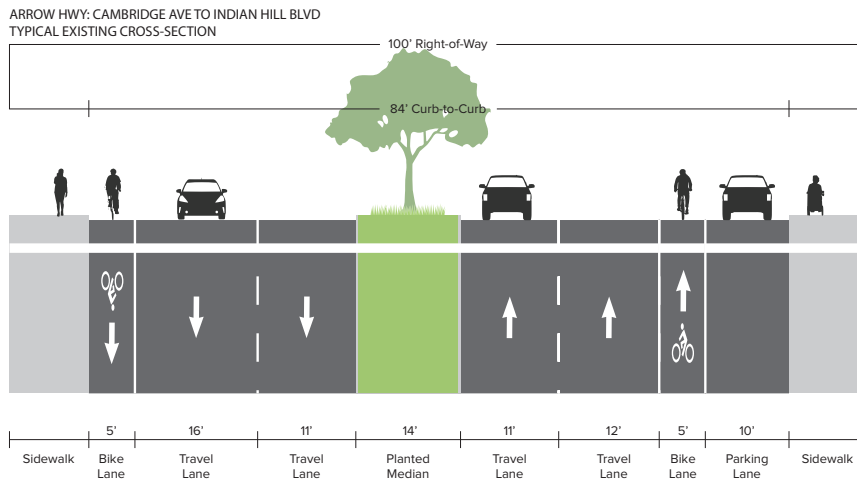 ARROW HWY: CAMBRIDGE AVE TO INDIAN HILL BLVD
TYPICAL EXISTING CROSS-SECTION
100' Right-of-Way
84' Curb-to-Curb
5' 16' 11' 14' 11' 12' 5' 10'
Sidewalk Bike Travel Travel Planted Travel Travel Bike Parking Sidewalk
Lane Lane Lane Median Lane Lane Lane Lane